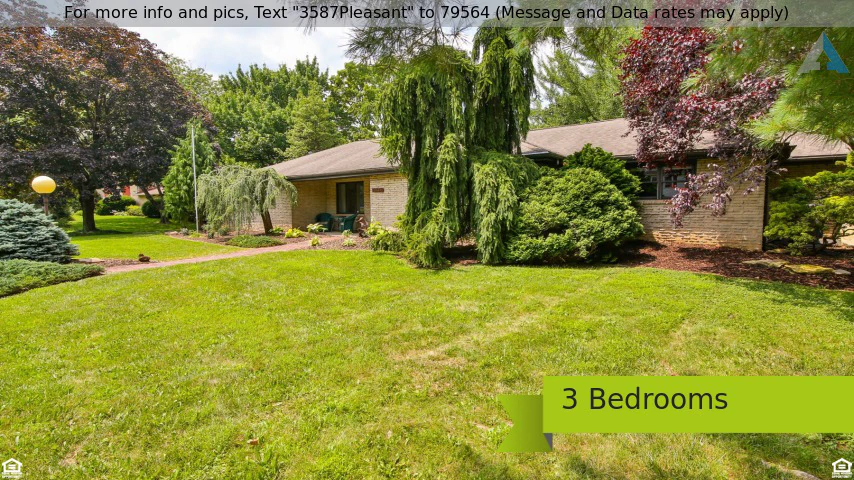 For more info and pics, Text "3587Pleasant" to 79564 (Message and Data rates may apply)
3 Bedrooms